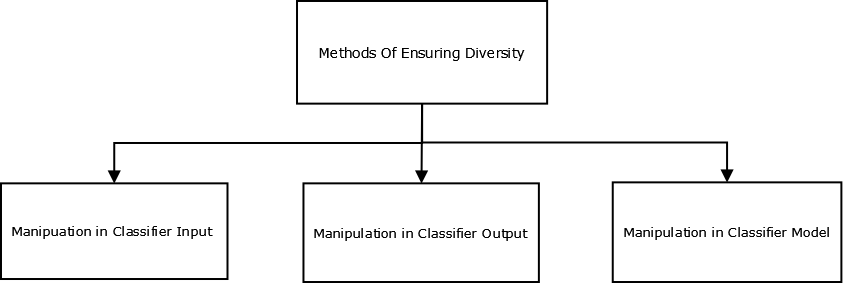 Methods Of Ensuring Diversity
Manipuation in Classifier Input
Manipulation in Classifier Output
Manipulation in Classifier Model